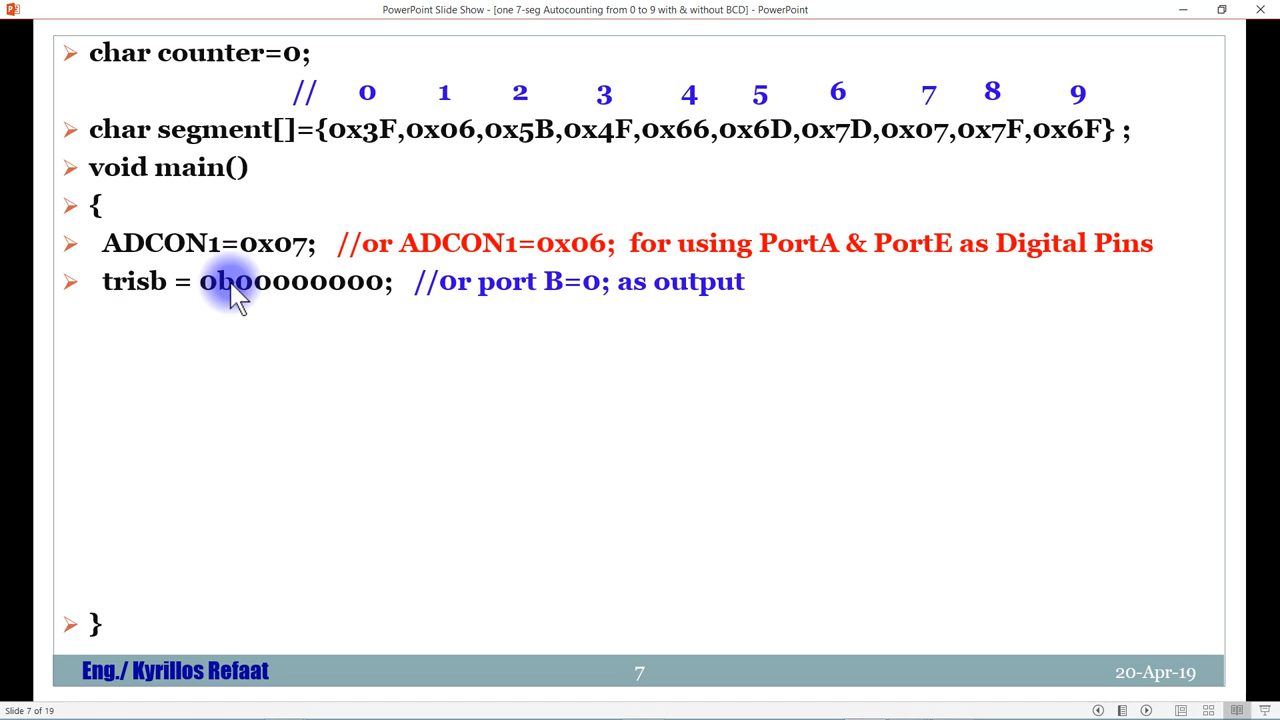 PowerPoint Slide Show - [one 7-seg Autocounting from 0 to 9 with & without BCD] - PowerPoint
char counter=0;
// 0 1 2 3 4 5 6 7 8 9
char segment[]={0x3F,0x06,0x5B,0x4F,0x66,0x6D,0x7D,0x07,0x7F,0x6F} ;
void main()
{
ADCON1=0x07; //or ADCON1=0x06; for using PortA & PortE as Digital Pins
trisb = 0b00000000; //0r port B=0; as output
}
Eng./ Kyrillos Refaat 7 20-Apr-19
Slide 7 of 19